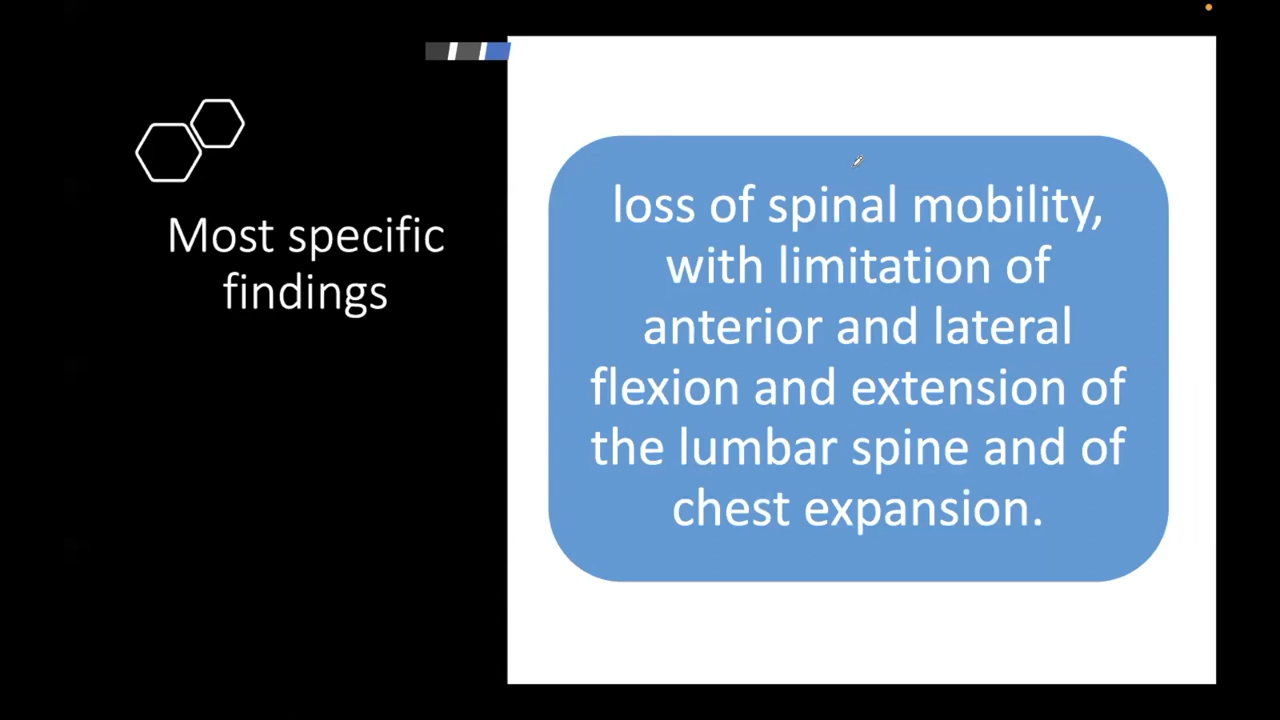 Most specific
findings
loss of spinal mobility,
with limitation of
anterior and lateral
flexion and extension of
the lumbar spine and of
chest expansion.